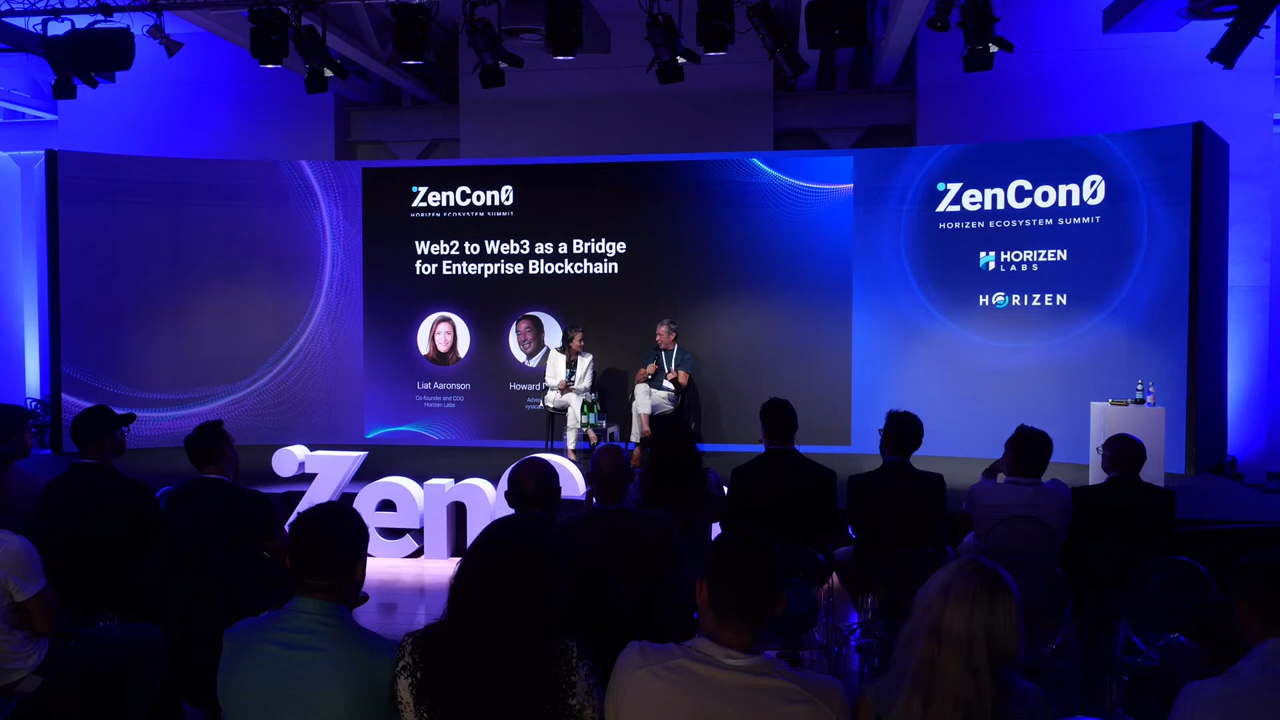 ZenCon0
HORIZEN ECOSYSTEM SUMMIT
Web2 to Web3 as a Bridge
for Enterprise Blockchain
Liat Aaronson
Co-founder and COO
Horizen Labs
Howard
ZenCon0
HORIZEN ECOSYSTEM SUMMIT
HORIZEN
LABS
HORIZEN
Zen